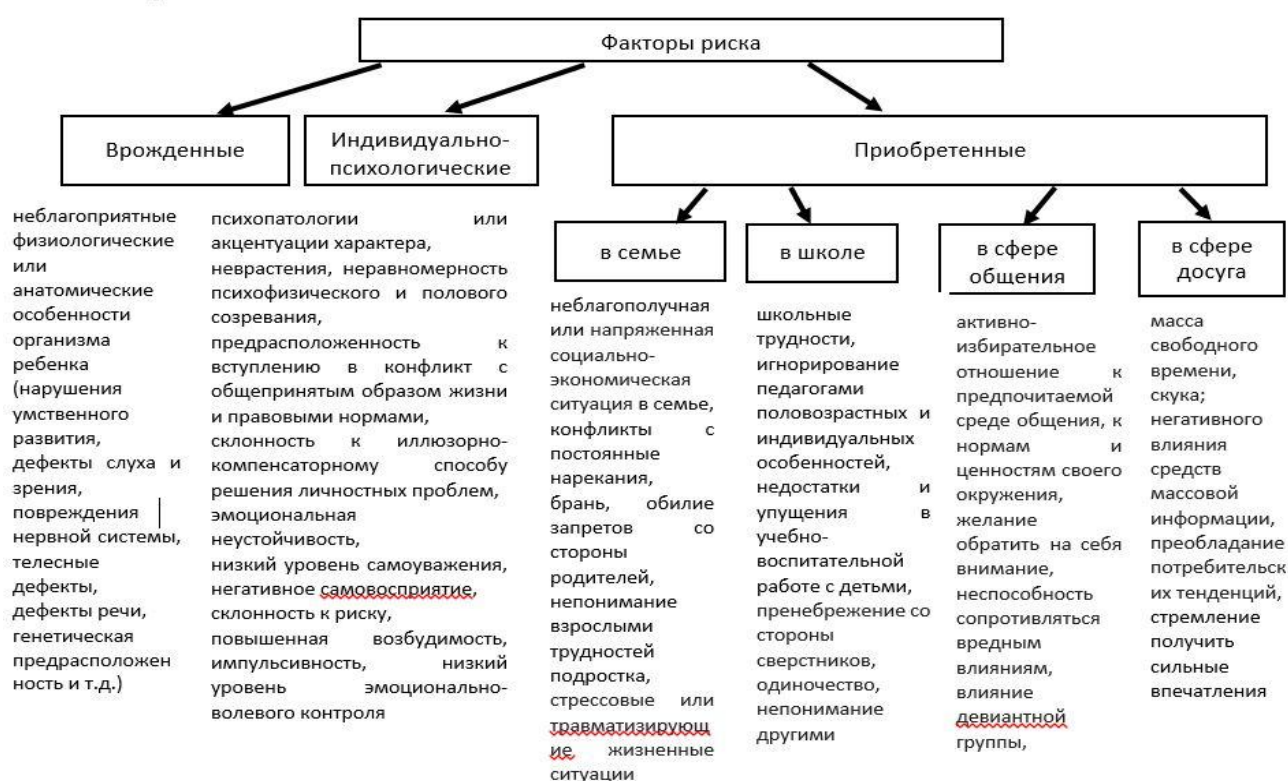 Факторы риска
Врожденные
неблагоприятные
физиологические
или
анатомические
особенности
организма
ребенка
(нарушения
умственного
развития,
дефекты слуха и
зрения,
повреждения
нервной системы,
телесные
дефекты,
дефекты речи,
генетическая
предрасположен
ность и т.д.)
Индивидуально-
психологические
психопатологии или
акцентуации характера,
неврастения, неравномерность
психофизического и полового
созревания,
предрасположенность к
вступлению в конфликт с
общепринятым образом жизни
и правовыми нормами,
склонность к иллюзорно-
компенсаторному способу
решения личностных проблем,
эмоциональная
неустойчивость,
низкий уровень самоуважения,
негативное самовосприятие,
склонность к риску,
повышенная возбудимость,
импульсивность, низкий
уровень эмоционально-
волевого контроля
Приобретенные
в семье
неблагополучная
или напряженная
социально-
экономическая
ситуация в семье,
конфликты с
постоянные
нарекания,
брань, обилие
запретов со
стороны
родителей,
непонимание
взрослыми
трудностей
подростка,
стрессовые или
травматизирующ
ие жизненные
ситуации
в школе
школьные
трудности,
игнорирование
педагогами
половозрастных и
индивидуальных
особенностей,
недостатки и
упущения в
учебно-
воспитательной
работе с детьми,
пренебрежение со
стороны
сверстников,
одиночество,
непонимание
другими
в сфере
общения
активно-
избирательное
отношение к
предпочитаемой
среде общения, к
нормам и
ценностям своего
окружения,
желание
обратить на себя
внимание,
неспособность
сопротивляться
вредным
влияниям,
влияние
девиантной
группы,
в сфере
досуга
масса
свободного
времени,
скука;
негативного
влияния
средств
массовой
информации,
преобладание
потребительск
их тенденций,
стремление
получить
сильные
впечатления